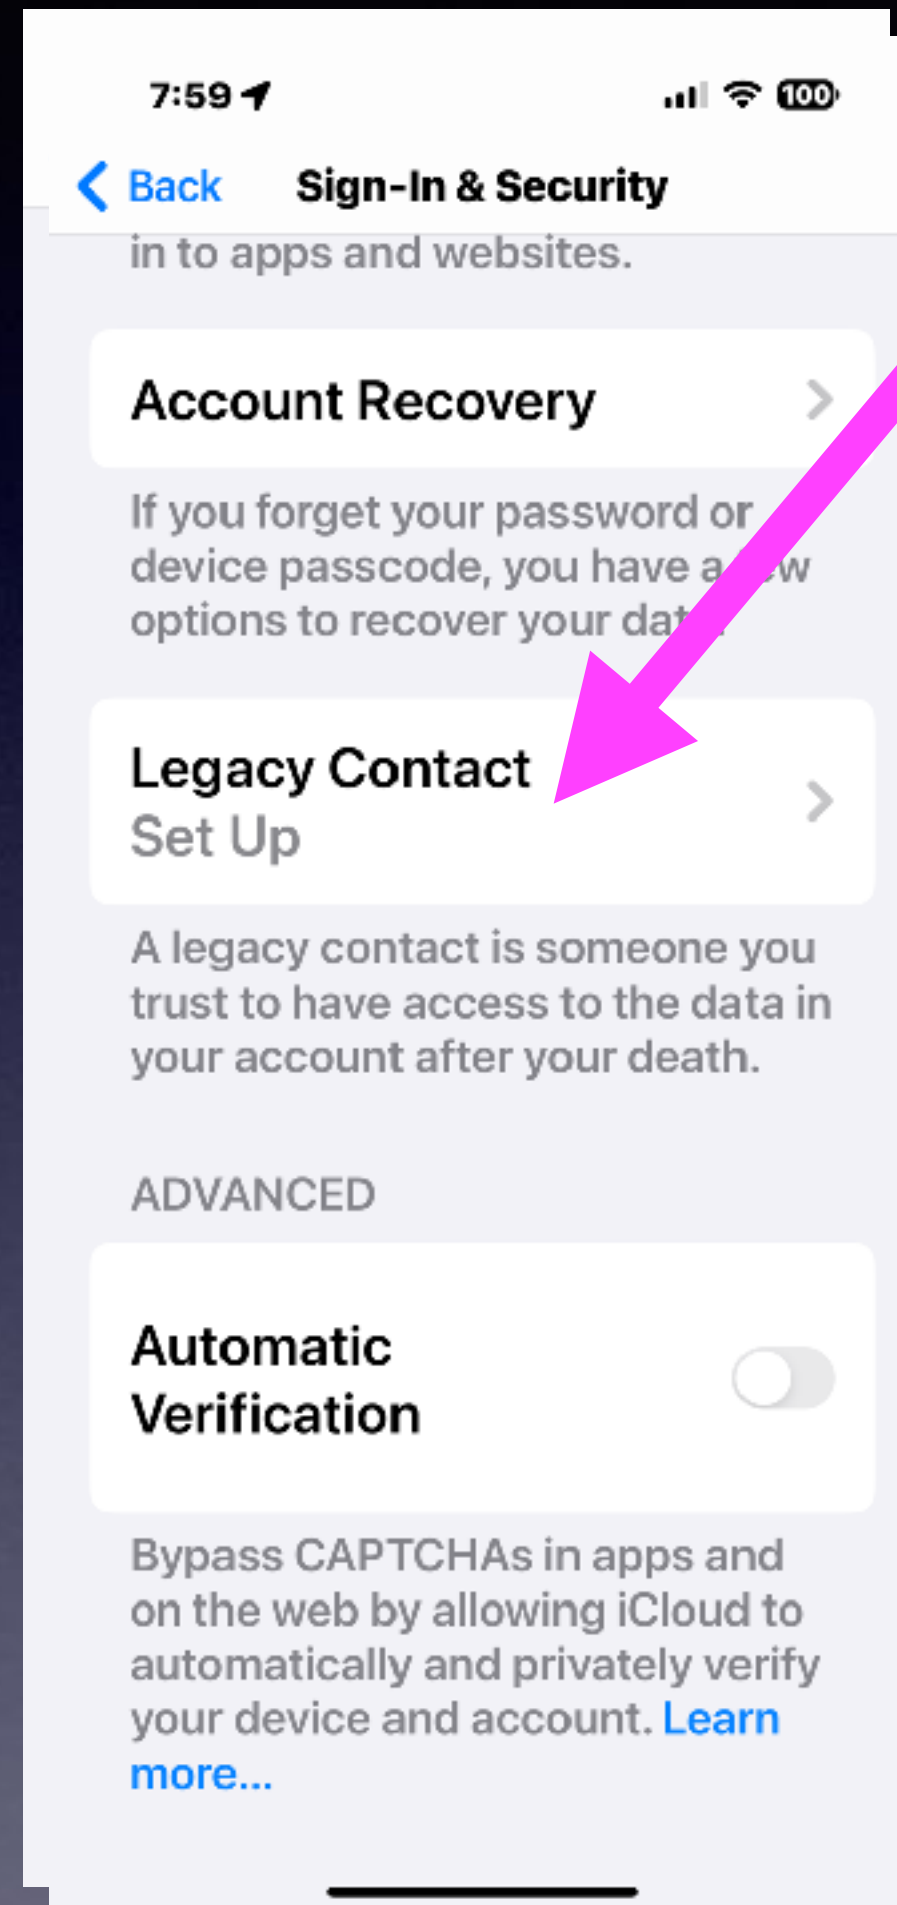 7:59
100
Back Sign-In & Security
in to apps and websites.
Account Recovery
If you forget your password or
device passcode, you have a
options to recover your
Legacy Contact
Set Up
A legacy contact is someone you
trust to have access to the data in
your account after your death.
ADVANCED
Automatic
Verification
Bypass CAPTCHAs in apps and
on the web by allowing iCloud to
automatically and privately verify
your device and account. Learn
more...